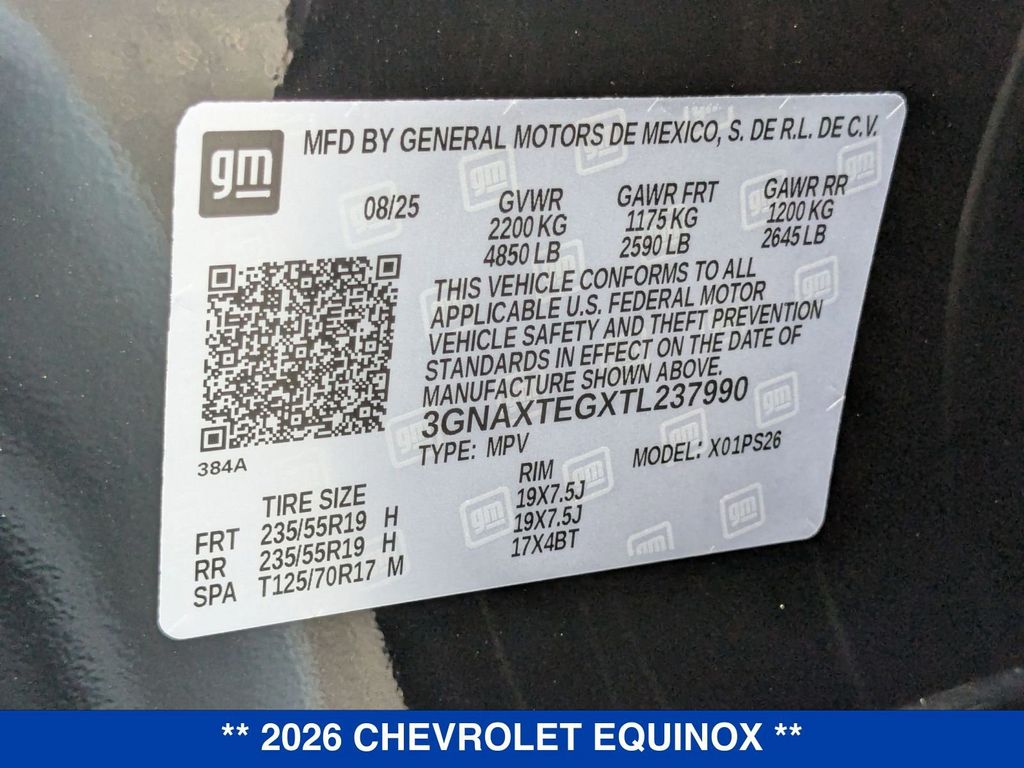 gm
MFD BY GENERAL MOTORS DE MEXICO, S. DE R.L. DE C.V.
08/25 GVWR GAWR FRT GAWR RR
2200 KG 1175 KG 1200 KG
4850 LB 2590 LB 2645 LB
THIS VEHICLE CONFORMS TO ALL
APPLICABLE U.S. FEDERAL MOTOR
VEHICLE SAFETY AND THEFT PREVENTION
STANDARDS IN EFFECT ON THE DATE OF
MANUFACTURE SHOWN ABOVE.
3GNAXTEGXTL237990
TYPE: MPV MODEL: X01PS26
384A
TIRE SIZE RIM
FRT 235/55R19 H 19X7.5J
RR 235/55R19 H 19X7.5J
SPA T125/70R17 M 17X4BT
** 2026 CHEVROLET EQUINOX **